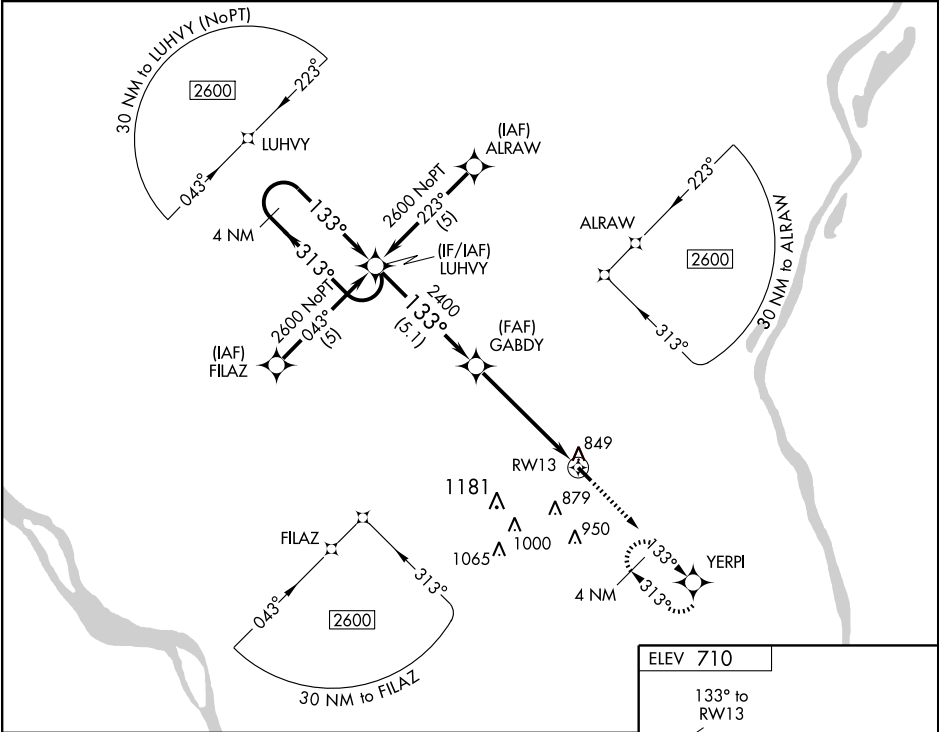 30 NM to LUHVY (NoPT)
2600
223°
LUHVY
043°
(IAF)
ALRAW
2600 NoPT
223°
(5)
133°
4 NM
313°
(IF/IAF)
LUHVY
2600 NoPT
043°
(5)
(IAF)
FILAZ
2400
133°
(5.1)
(FAF)
GABDY
223°
ALRAW
2600
30 NM to ALRAW
313°
849
RW13
1181
879
1000
950
1065
133°
YERPI
4 NM
313°
FILAZ
043°
313°
2600
30 NM to FILAZ
ELEV 710
133° to
RW13